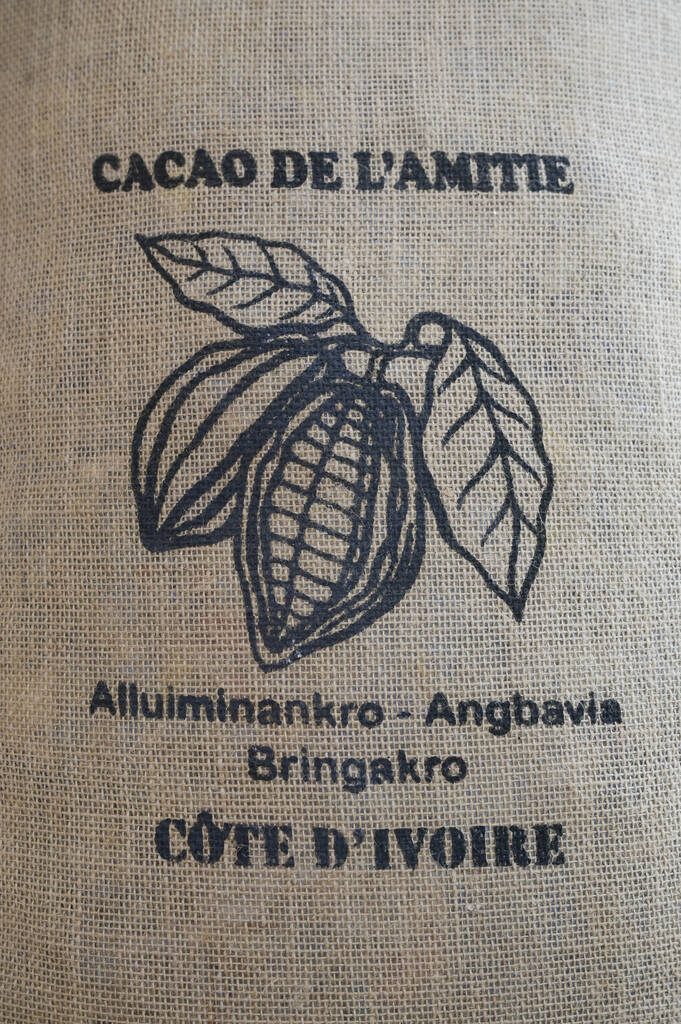 CACAO DE L'AMITIE
Alluiminankro - Angbavia
Bringakro
CÔTE D'IVOIRE